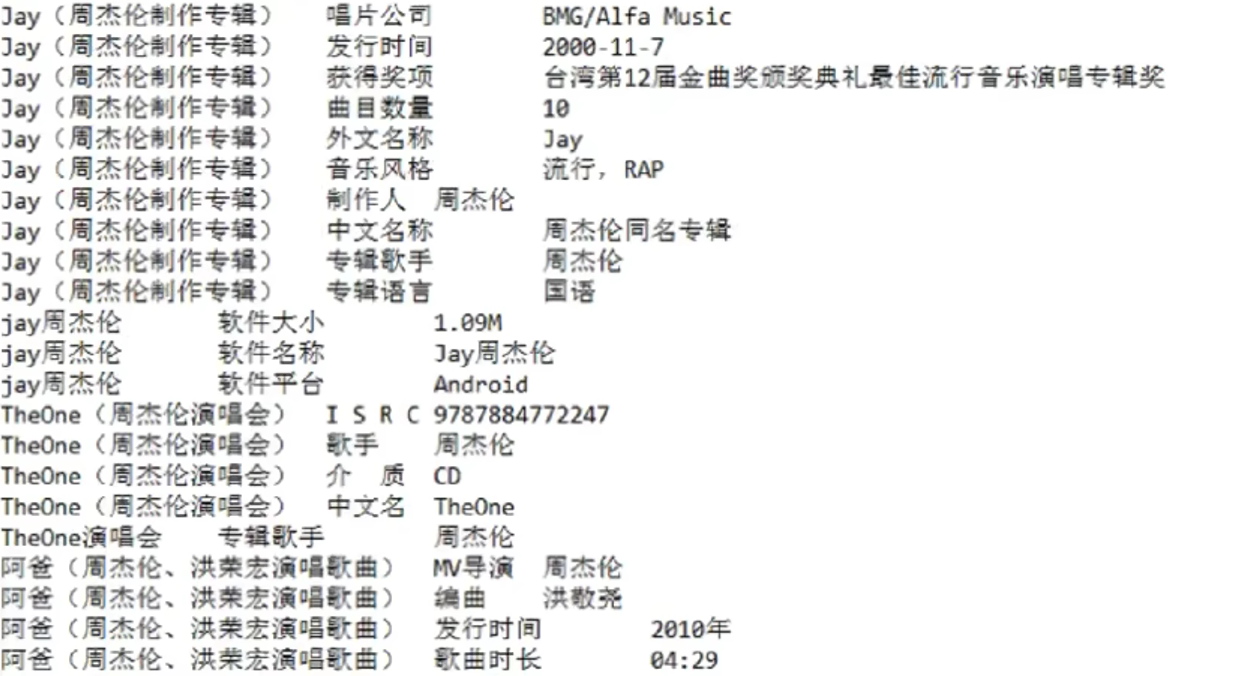 Jay（周杰伦制作专辑） 唱片公司 BMG/Alfa Music
Jay（周杰伦制作专辑） 发行时间 2000-11-7
Jay（周杰伦制作专辑） 获得奖项 台湾第12届金曲奖颁奖典礼最佳流行音乐演唱专辑奖
Jay（周杰伦制作专辑） 曲目数量 10
Jay（周杰伦制作专辑） 外文名称 Jay
Jay（周杰伦制作专辑） 音乐风格 流行，RAP
Jay（周杰伦制作专辑） 制作人 周杰伦
Jay（周杰伦制作专辑） 中文名称 周杰伦同名专辑
Jay（周杰伦制作专辑） 专辑歌手 周杰伦
Jay（周杰伦制作专辑） 专辑语言 国语
jay周杰伦 软件大小 1.09M
jay周杰伦 软件名称 Jay周杰伦
jay周杰伦 软件平台 Android
TheOne（周杰伦演唱会） I S R C 9787884772247
TheOne（周杰伦演唱会） 歌手 周杰伦
TheOne（周杰伦演唱会） 介 质 CD
TheOne（周杰伦演唱会） 中文名 TheOne
TheOne演唱会 专辑歌手 周杰伦
阿爸（周杰伦、洪荣宏演唱歌曲） MV导演 周杰伦
阿爸（周杰伦、洪荣宏演唱歌曲） 编曲 洪敬尧
阿爸（周杰伦、洪荣宏演唱歌曲） 发行时间 2010年
阿爸（周杰伦、洪荣宏演唱歌曲） 歌曲时长 04:29